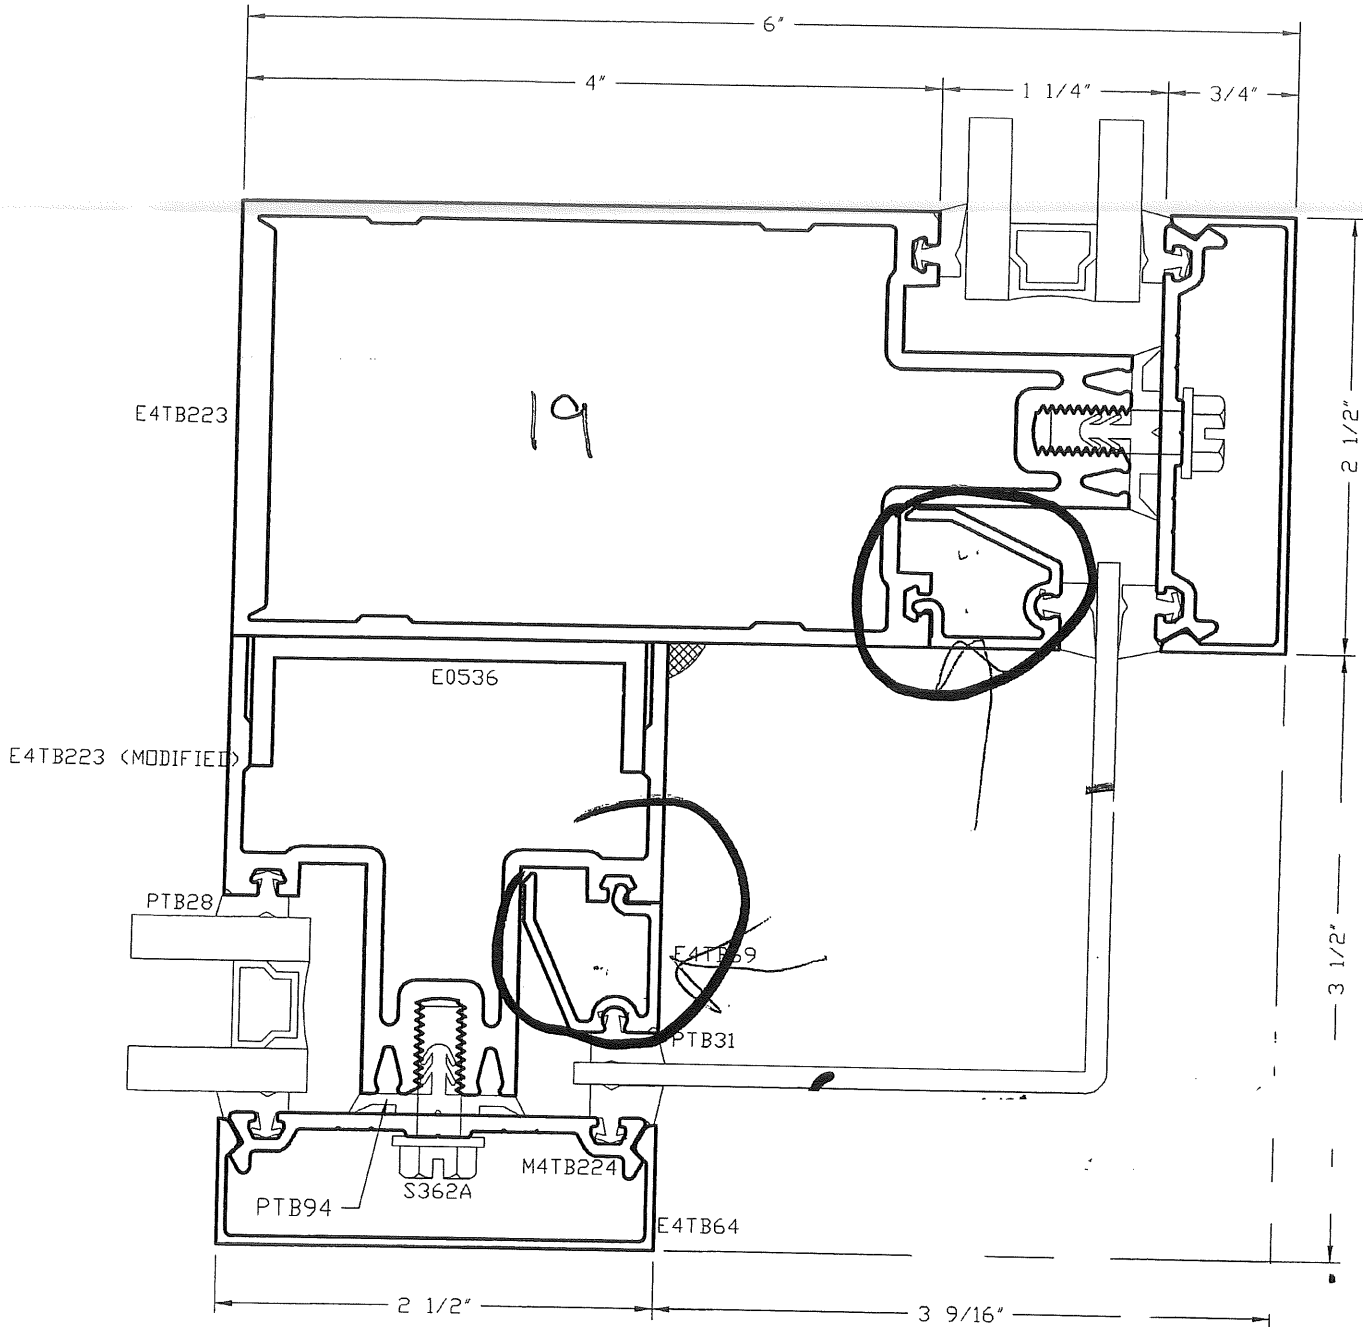 6"
4"
1 1/4"
3/4"
E4TB223
19
2 1/2"
E0536
E4TB223 (MODIFIED)
PTB28
3 1/2"
PTB31
M4TB224
S362A
PTB94
E4TB64
2 1/2"
3 9/16"